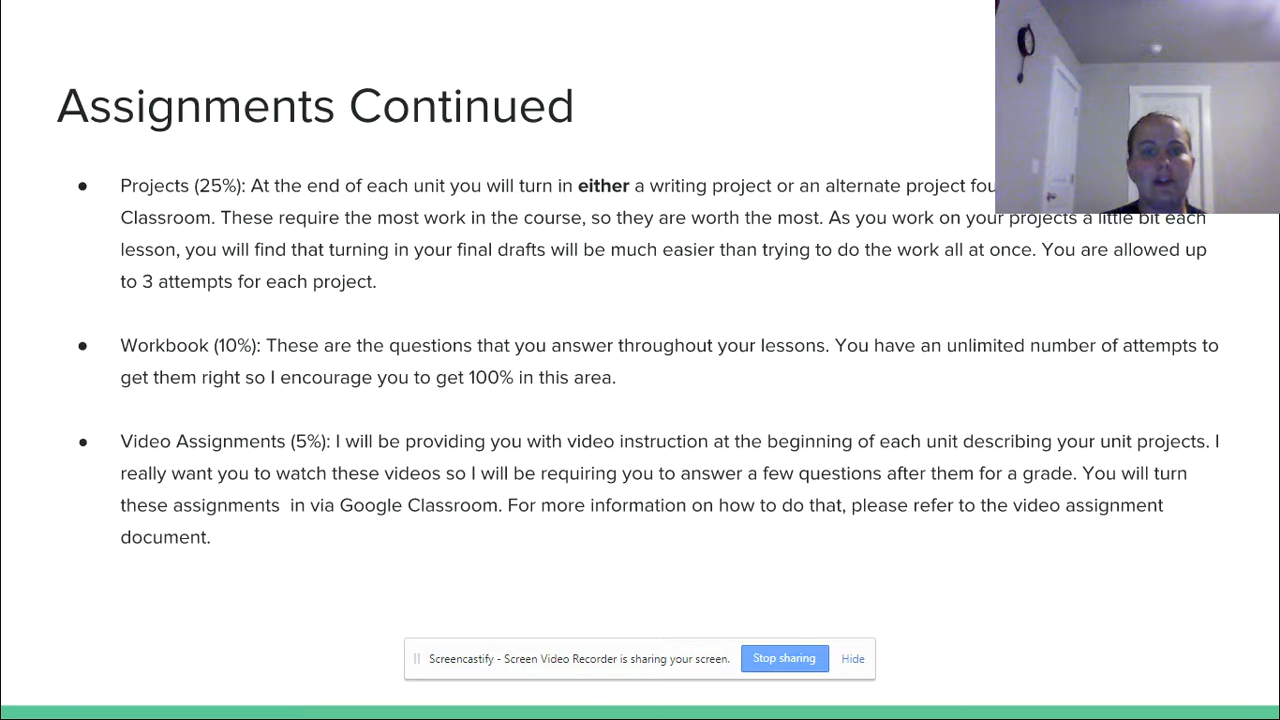 Assignments Continued
● Projects (25%): At the end of each unit you will turn in either a writing project or an alternate project
Classroom. These require the most work in the course, so they are worth the most. As you work on your projects a little bit each
lesson, you will find that turning in your final drafts will be much easier than trying to do the work all at once. You are allowed up
to 3 attempts for each project.
● Workbook (10%): These are the questions that you answer throughout your lessons. You have an unlimited number of attempts to
get them right so I encourage you to get 100% in this area.
● Video Assignments (5%): I will be providing you with video instruction at the beginning of each unit describing your unit projects. I
really want you to watch these videos so I will be requiring you to answer a few questions after them for a grade. You will turn
these assignments  in via Google Classroom. For more information on how to do that, please refer to the video assignment
document.
Screencastify - Screen Video Recorder is sharing your screen. Stop sharing Hide